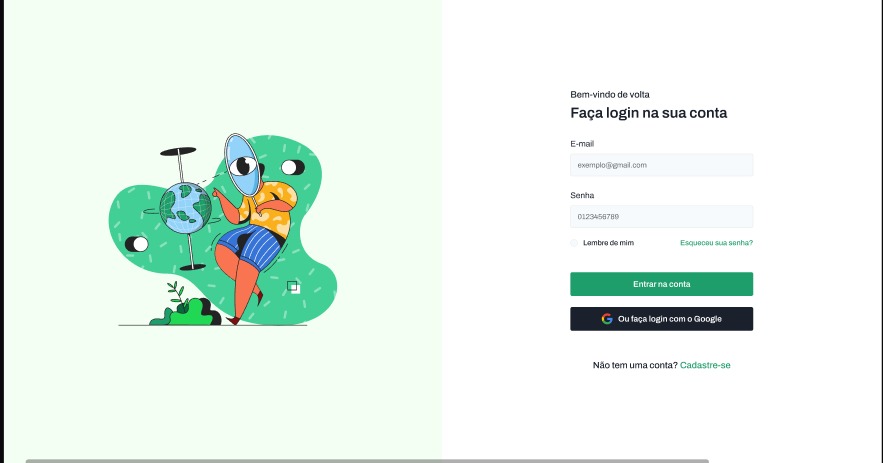 Bem-vindo de volta
Faça login na sua conta
E-mail
exemplo@gmail.com
Senha
0123456789
Lembre de mim
Esqueceu sua senha?
Entrar na conta
Ou faça login com o Google
Não tem uma conta? Cadastre-se